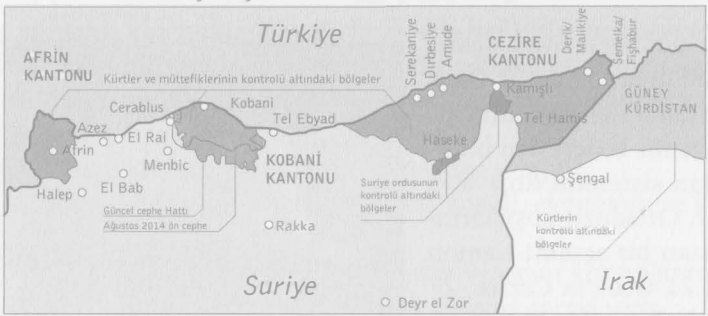 Türkiye
AFRİN
KANTONU
Kürtler ve müttefiklerinin kontrolü altındaki bölgeler
Serekaniye
Dırbesiye
Amude
CEZİRE
KANTONU
Derik/
Malikiye
Semelka/
Fişhabur
Cerablus
Kobani
Kamışlı
GÜNEY
KÜRDİSTAN
Azez
El Rai
Tel Ebyad
Tel Hamis
Afrin
Menbic
Haseke
KOBANİ
KANTONU
El Bab
Halep
Şengal
Suriye ordusunun
kontrolü altındaki
bölgeler
Güncel cephe Hattı
Ağustos 2014 ön cephe
Rakka
Kürtlerin
kontrolü altındaki
bölgeler
Suriye
Irak
Deyr el Zor